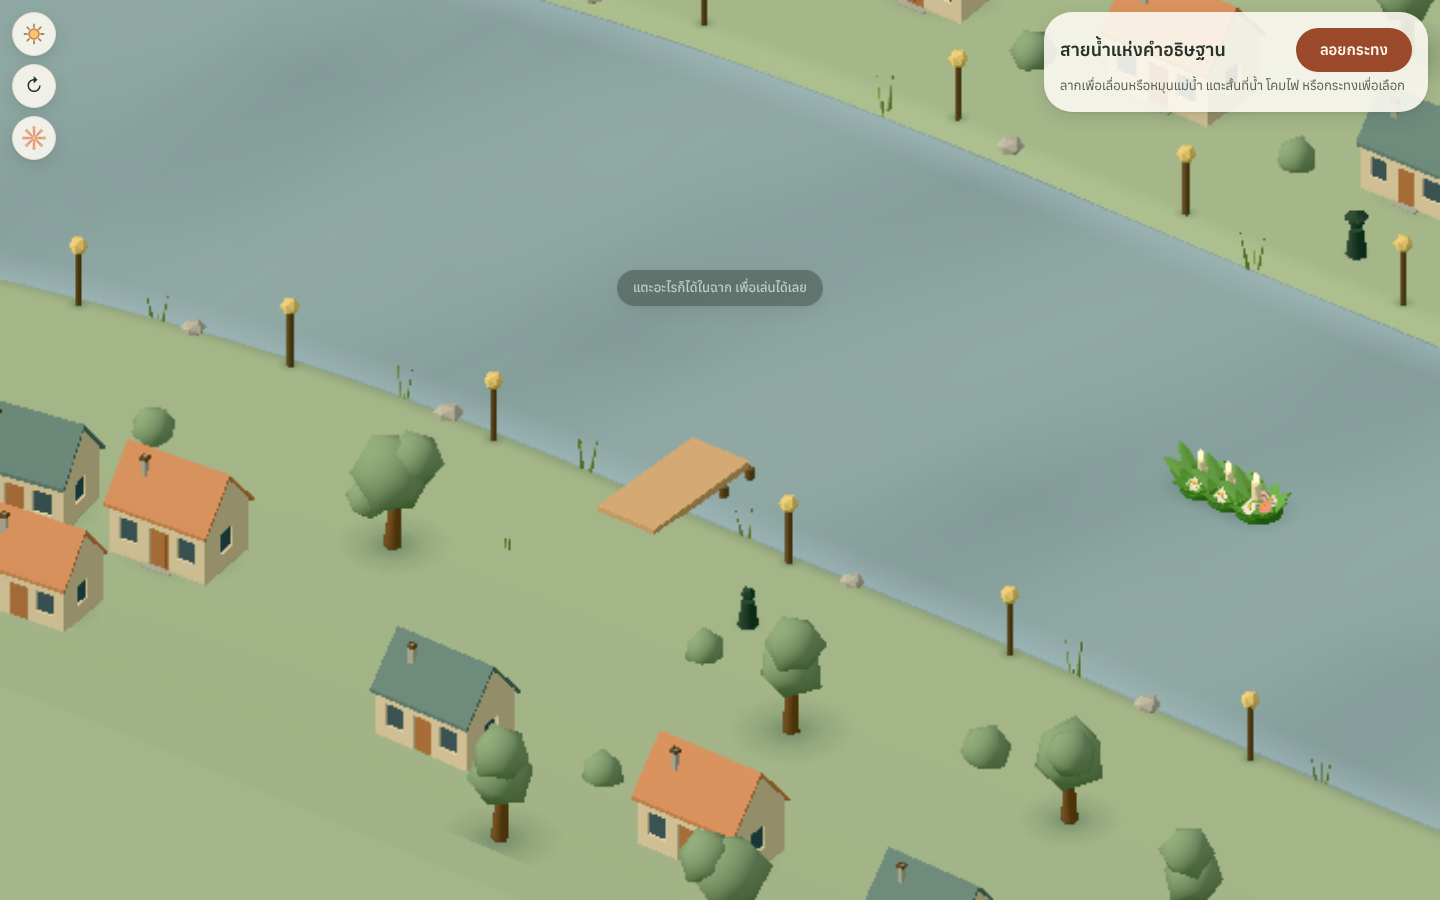 สายน้ำแห่งคำอธิษฐาน
ลอยกระทง
ลากเพื่อเลื่อนหรือหมุนแม่น้ำ แตะสั้นที่น้ำ โคมไฟ หรือกระทงเพื่อเลือก
แตะอะไรก็ได้ในฉาก เพื่อเล่นได้เลย